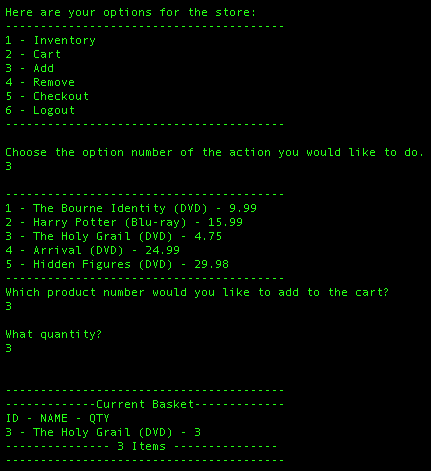 Here are your options for the store:
----------------------------------------
1 - Inventory
2 - Cart
3 - Add
4 - Remove
5 - Checkout
6 - Logout
----------------------------------------
Choose the option number of the action you would like to do.
3
----------------------------------------
1 - The Bourne Identity (DVD) - 9.99
2 - Harry Potter (Blu-ray) - 15.99
3 - The Holy Grail (DVD) - 4.75
4 - Arrival (DVD) - 24.99
5 - Hidden Figures (DVD) - 29.98
----------------------------------------
Which product number would you like to add to the cart?
3
What quantity?
3
----------------------------------------
-------------Current Basket-------------
ID - NAME - QTY
3 - The Holy Grail (DVD) - 3
--------------- 3 Items ---------------
----------------------------------------